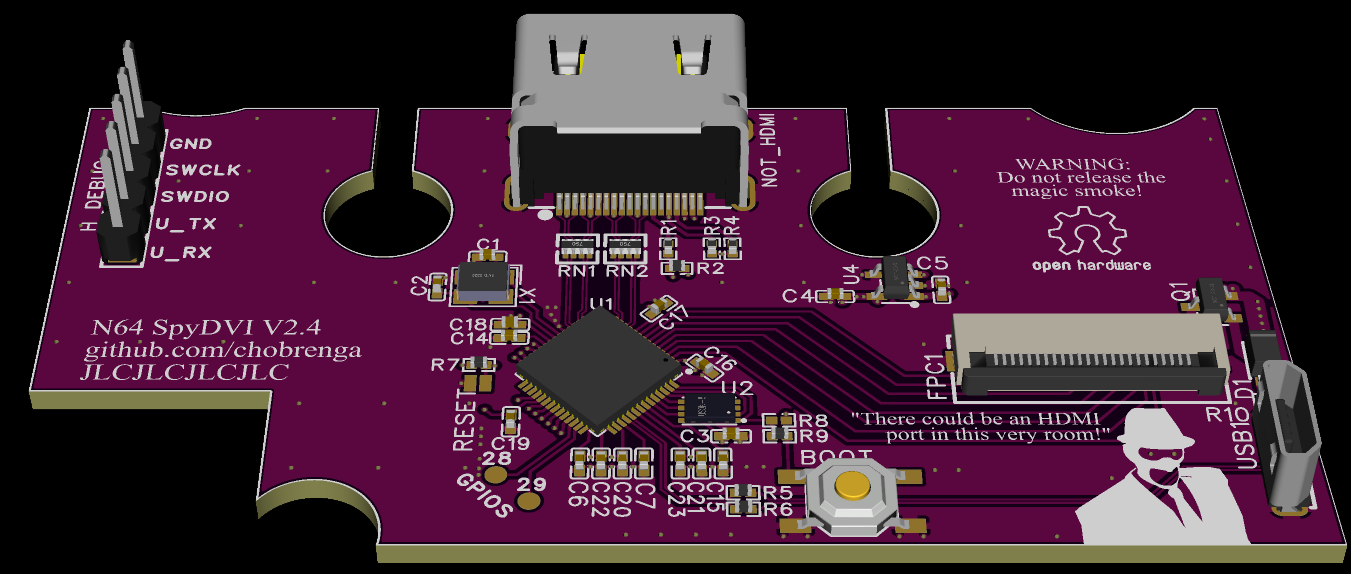 NOT_HDMI
GND
SWCLK
SWDIO
U_TX
U_RX
H_DEBUG
WARNING:
Do not release the
magic smoke!
open hardware
R1
R3
R4
RN1
RN2
R2
750
750
C1
C2
X1
U4
C5
C4
Q1
U1
C17
C18
C14
N64 SpyDVI V2.4
github.com/chobrenga
JLCJLCJLCJLC
R7
RESET
C16
U2
FPC1
D1
R10
USB1
C3
R8
R9
"There could be an HDMI
port in this very room!"
C19
28
29
GPIOS
BOOT
C6
C22
C20
C7
C23
C21
C15
R5
R6